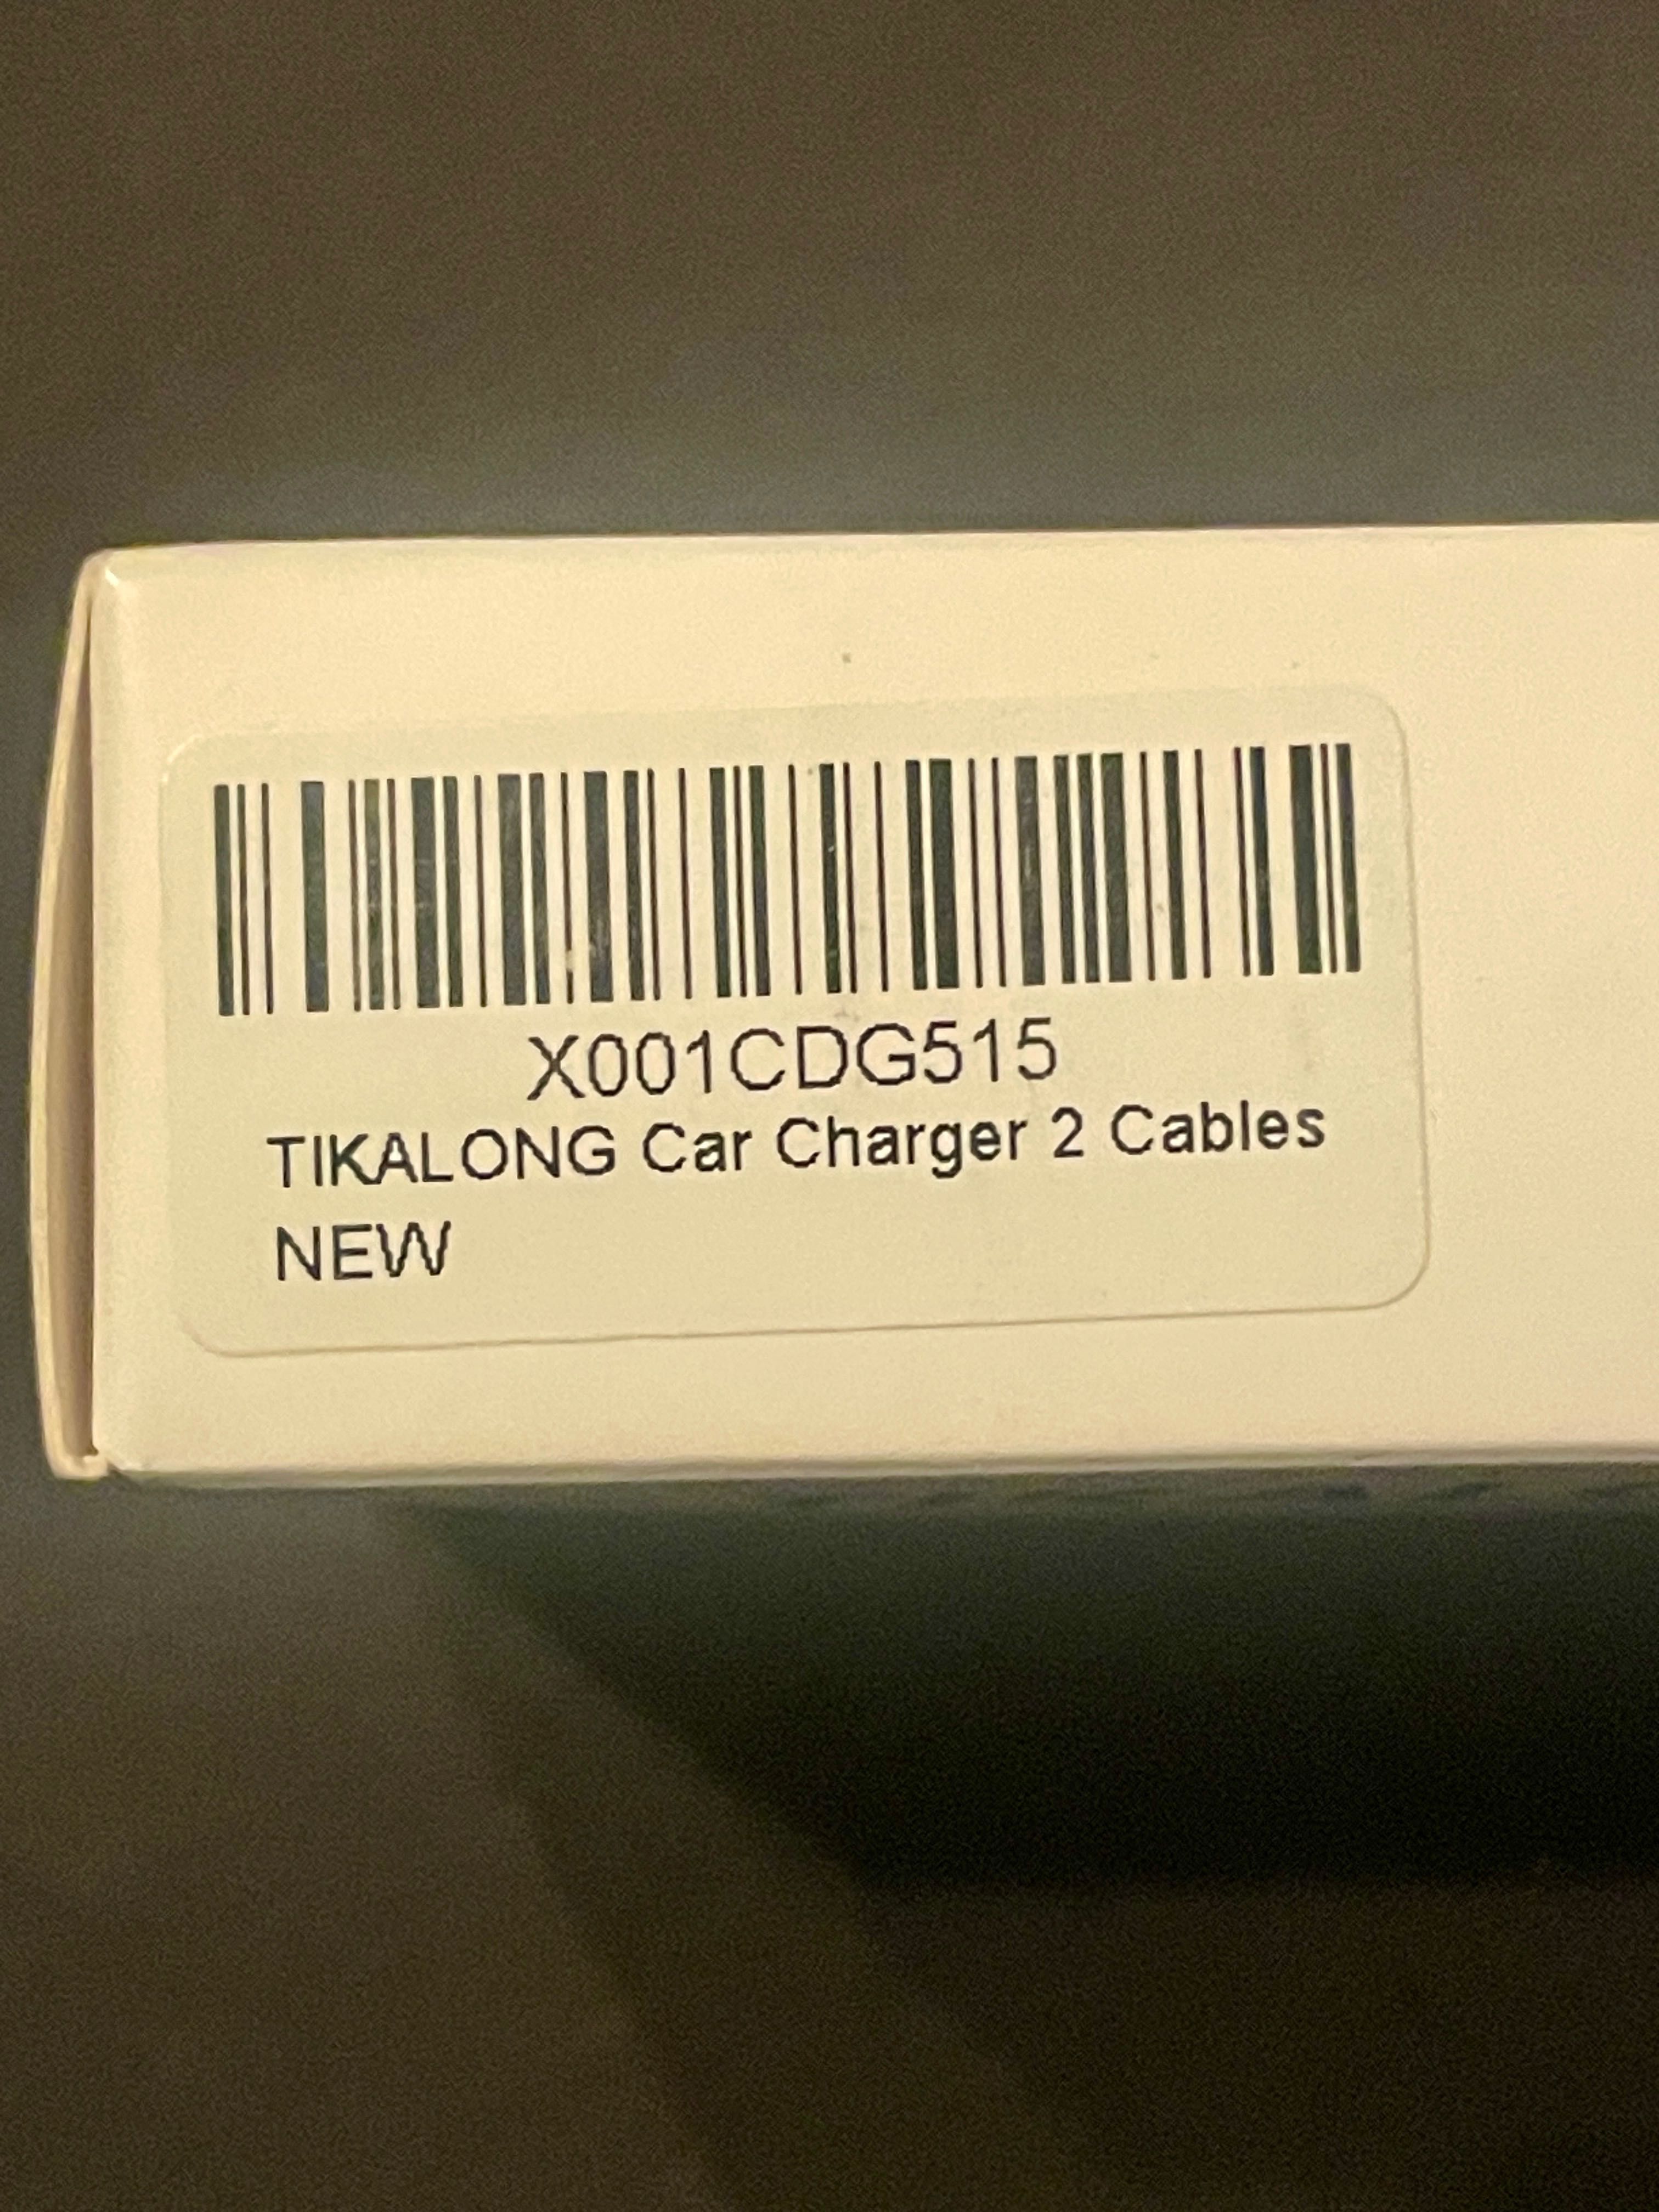 X001CDG515
TIKALONG Car Charger 2 Cables
NEW